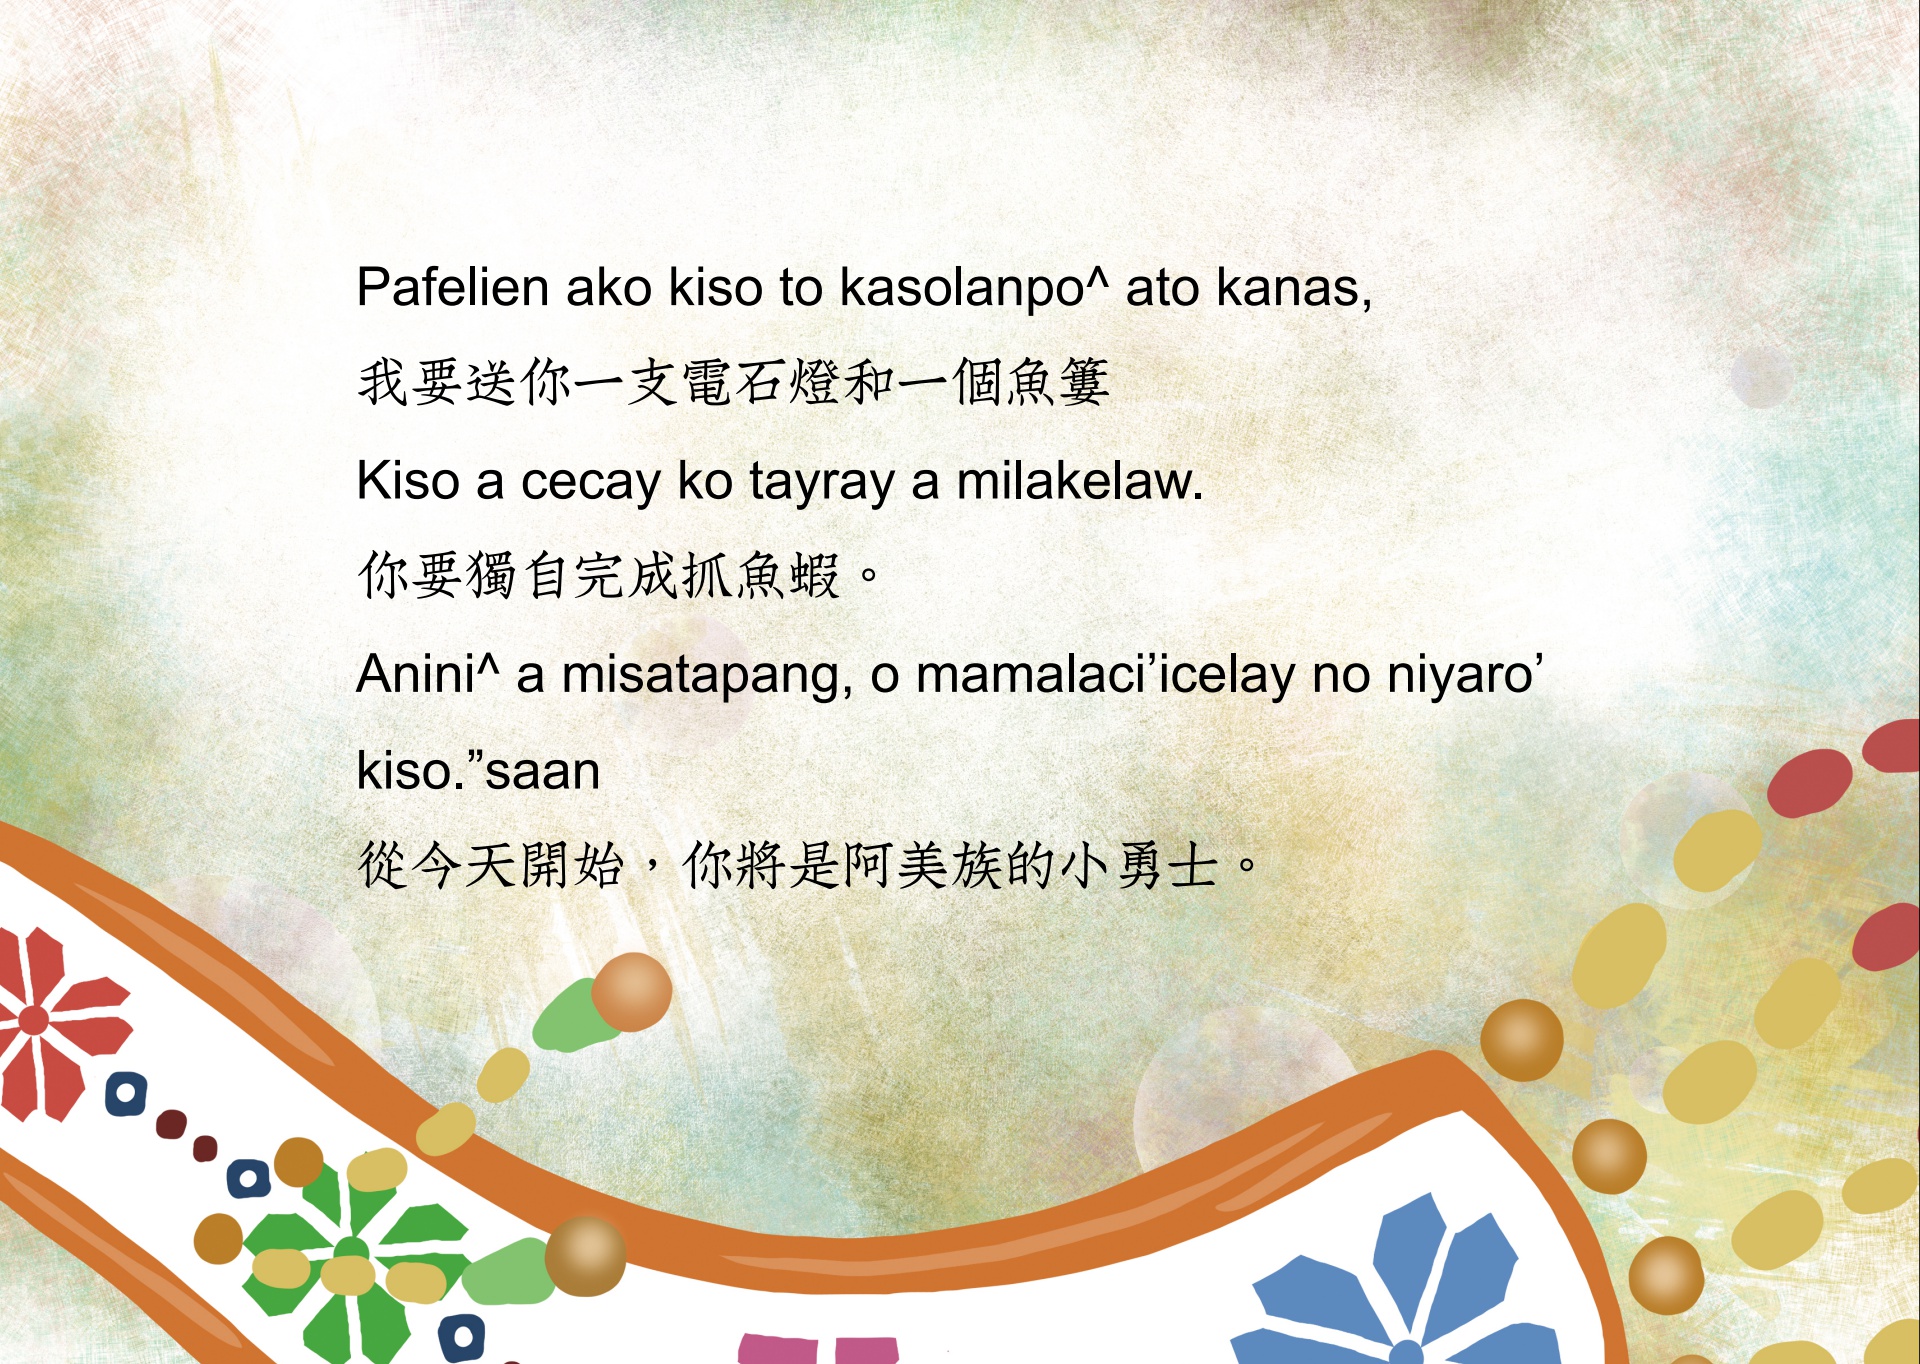 Pafelien ako kiso to kasolanpo^ ato kanas,
我要送你一支電石燈和一個魚簍
Kiso a cecay ko tayray a milakelaw.
你要獨自完成抓魚蝦。
Anini^ a misatapang, o mamalaci’icelay no niyaro’
kiso.”saan
從今天開始，你將是阿美族的小勇士。